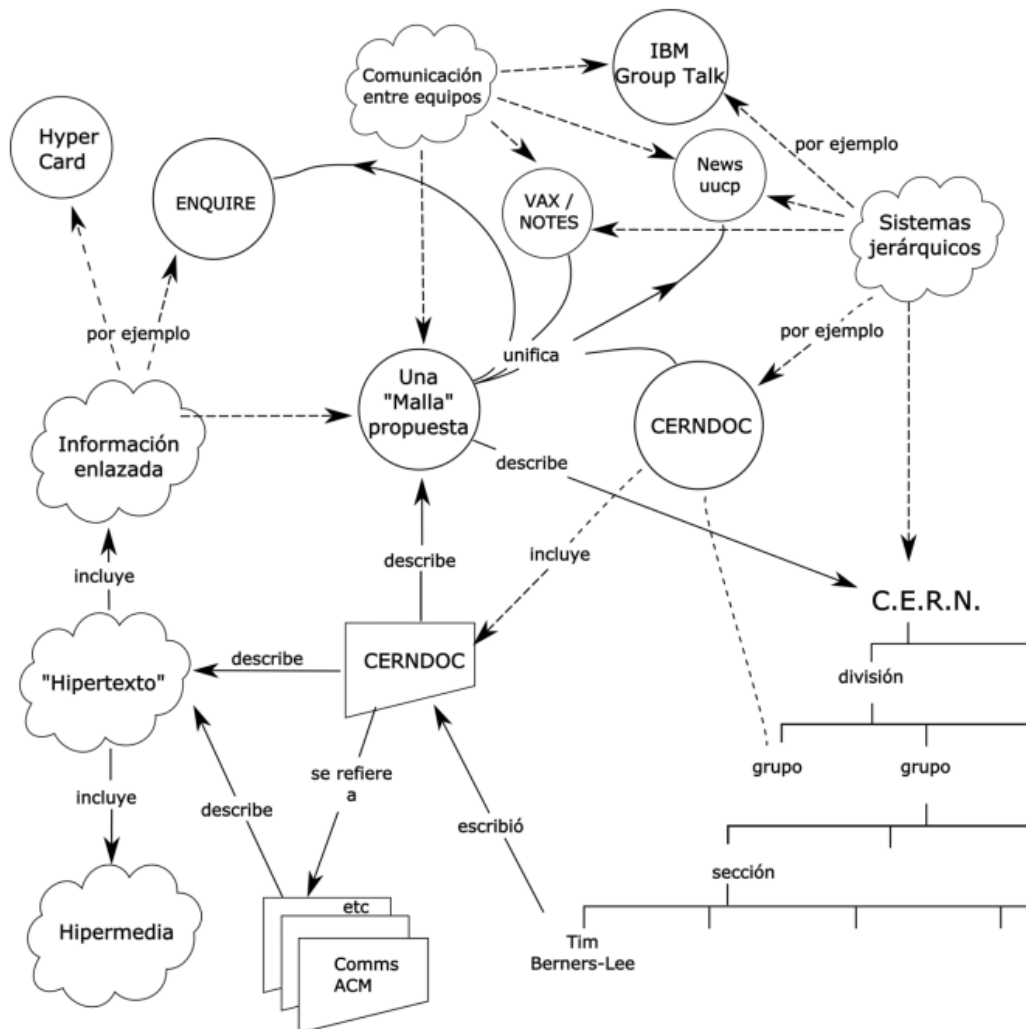 IBM
Group Talk
Comunicación
entre equipos
Hyper
Card
por ejemplo
News
uucp
ENQUIRE
VAX /
NOTES
Sistemas
jerárquicos
por ejemplo
por ejemplo
unifica
Una
"Malla"
propuesta
Información
enlazada
CERNDOC
describe
describe
incluye
incluye
C.E.R.N.
"Hipertexto"
describe
CERNDOC
división
grupo
grupo
se refiere
a
incluye
describe
escribió
sección
etc
Hipermedia
Comms
ACM
Tim
Berners-Lee